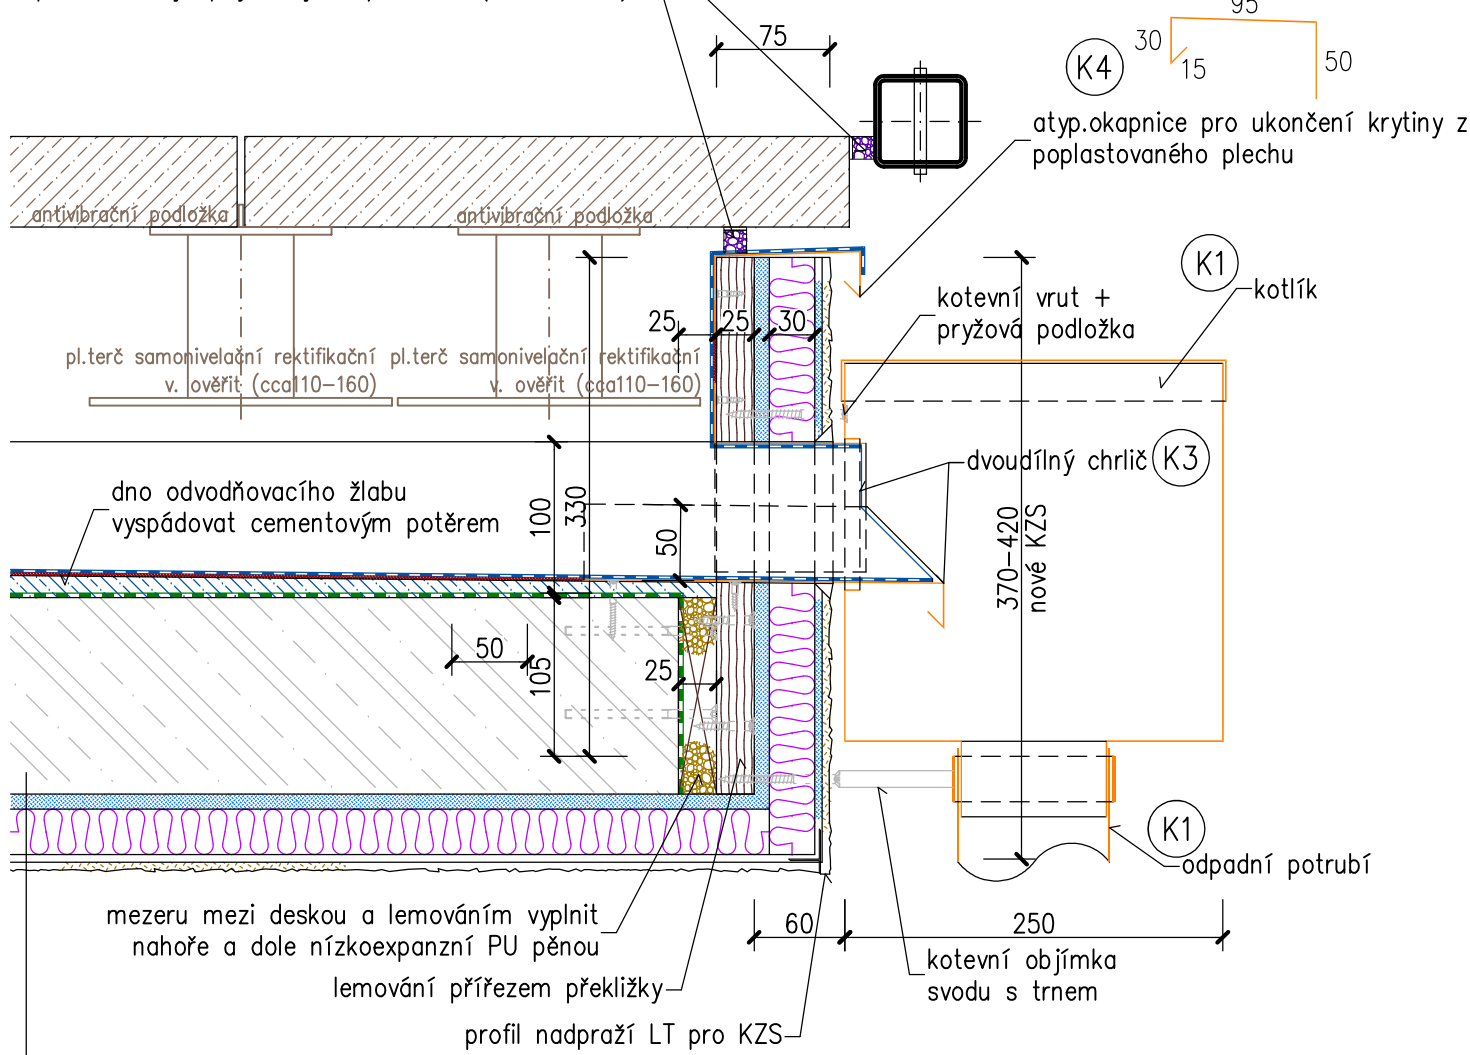 95
75
30
50
K4
15
atyp.okapnice pro ukončení krytiny z
poplastovaného plechu
antivibrační podložka
antivibrační podložka
K1
kotlík
kotevní vrut +
pryžová podložka
25
25
30
pl.terč samonivelační rektifikační
v. ověřit (cca110-160)
pl.terč samonivelační rektifikační
v. ověřit (cca110-160)
dvoudílný chrlič
K3
dno odvodňovacího žlabu
vyspádovat cementovým potěrem
100
330
50
370-420
nové KZS
50
105
25
K1
odpadní potrubí
mezeru mezi deskou a lemováním vyplnit
nahoře a dole nízkoexpanzní PU pěnou
60
250
kotevní objímka
svodu s trnem
lemování přířezem překližky
profil nadpraží LT pro KZS